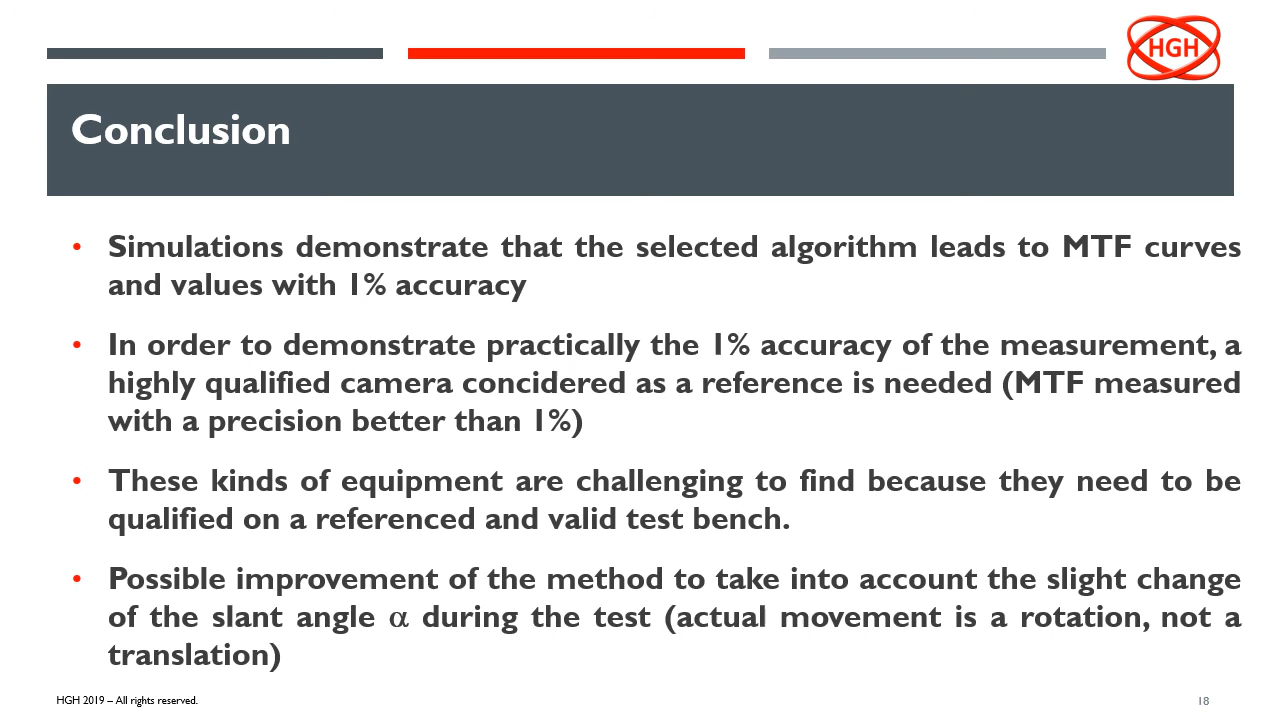 HGH
Conclusion
• Simulations demonstrate that the selected algorithm leads to MTF curves
and values with 1% accuracy
• In order to demonstrate practically the 1% accuracy of the measurement, a
highly qualified camera concidered as a reference is needed (MTF measured
with a precision better than 1%)
• These kinds of equipment are challenging to find because they need to be
qualified on a referenced and valid test bench.
• Possible improvement of the method to take into account the slight change
of the slant angle α during the test (actual movement is a rotation, not a
translation)
HGH 2019 – All rights reserved.
18